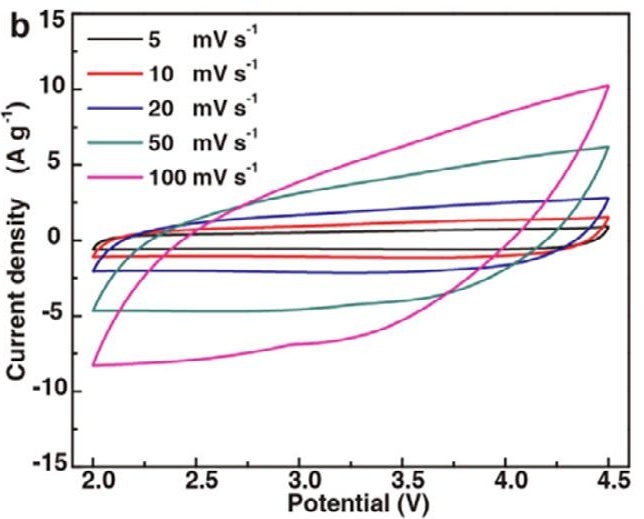 b
15
10
5
0
-5
-10
-15
Current density (A g⁻¹)
5 mV s⁻¹
10 mV s⁻¹
20 mV s⁻¹
50 mV s⁻¹
100 mV s⁻¹
2.0 2.5 3.0 3.5 4.0 4.5
Potential (V)